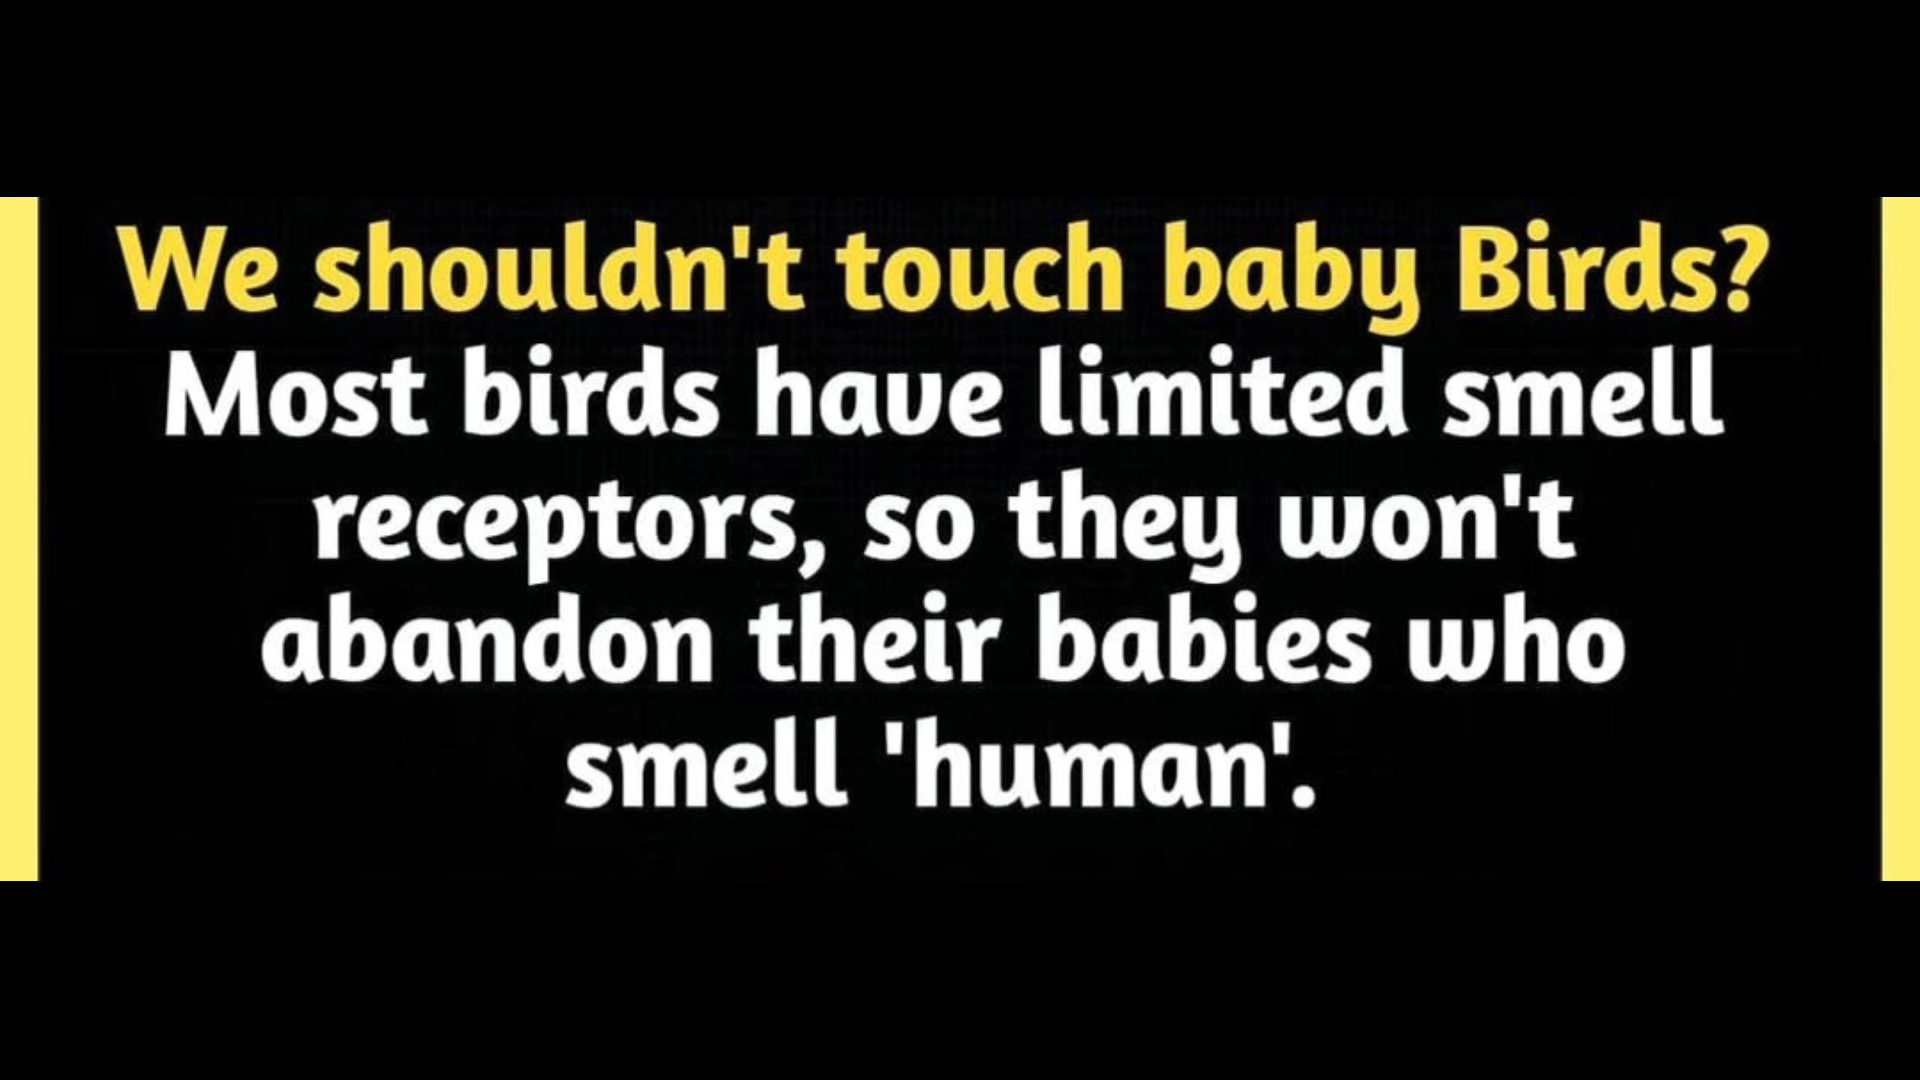 We shouldn't touch baby Birds?
Most birds have limited smell
receptors, so they won't
abandon their babies who
smell 'human'.